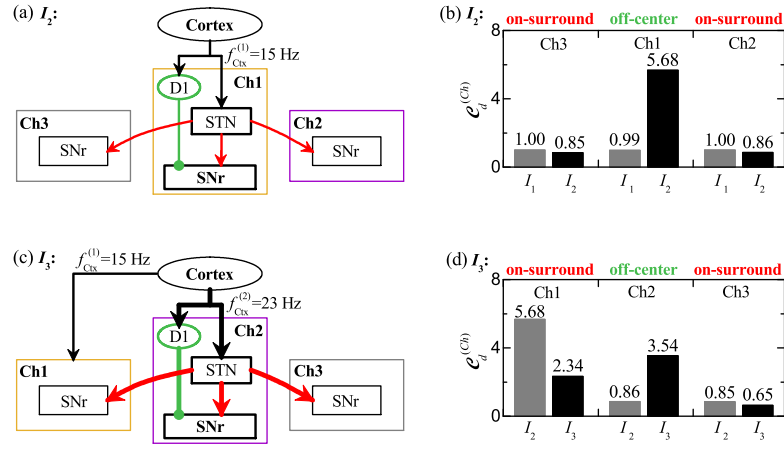 (a) I₂:
Cortex
f_Ctx^(1)=15 Hz
D1
Ch1
STN
Ch3
SNr
Ch2
SNr
SNr
(b) I₂:
on-surround off-center on-surround
Ch3 Ch1 Ch2
C_d^(Ch)
8
4
0
1.00 0.85 0.99 5.68 1.00 0.86
I₁ I₂ I₁ I₂ I₁ I₂
(c) I₃:
f_Ctx^(1)=15 Hz
Cortex
f_Ctx^(2)=23 Hz
D1
Ch2
STN
Ch1
SNr
Ch3
SNr
SNr
(d) I₃:
on-surround off-center on-surround
Ch1 Ch2 Ch3
C_d^(Ch)
8
4
0
5.68 2.34 0.86 3.54 0.85 0.65
I₂ I₃ I₂ I₃ I₂ I₃